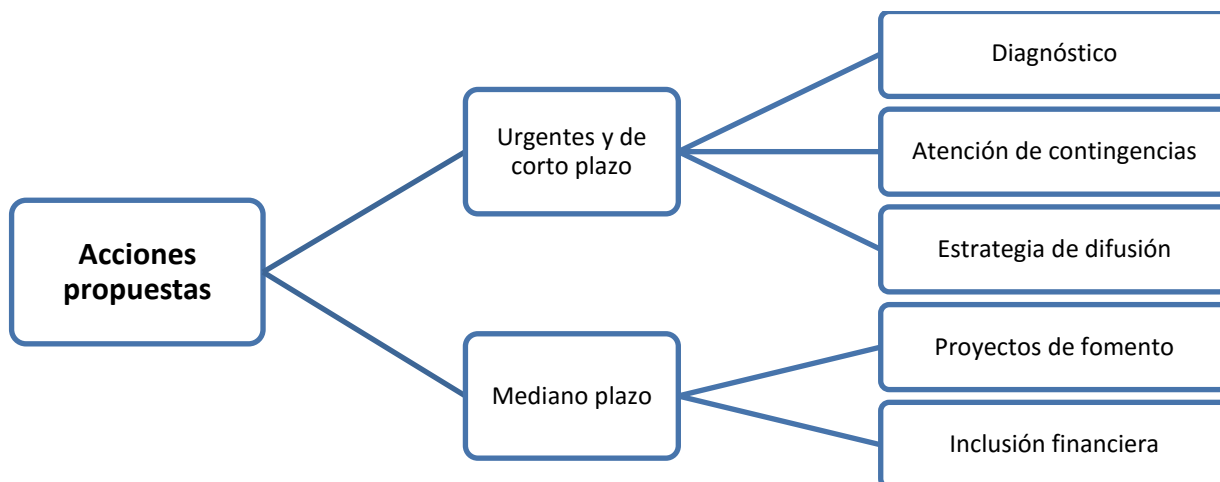 Acciones
propuestas
Urgentes y de
corto plazo
Diagnóstico
Atención de contingencias
Estrategia de difusión
Mediano plazo
Proyectos de fomento
Inclusión financiera